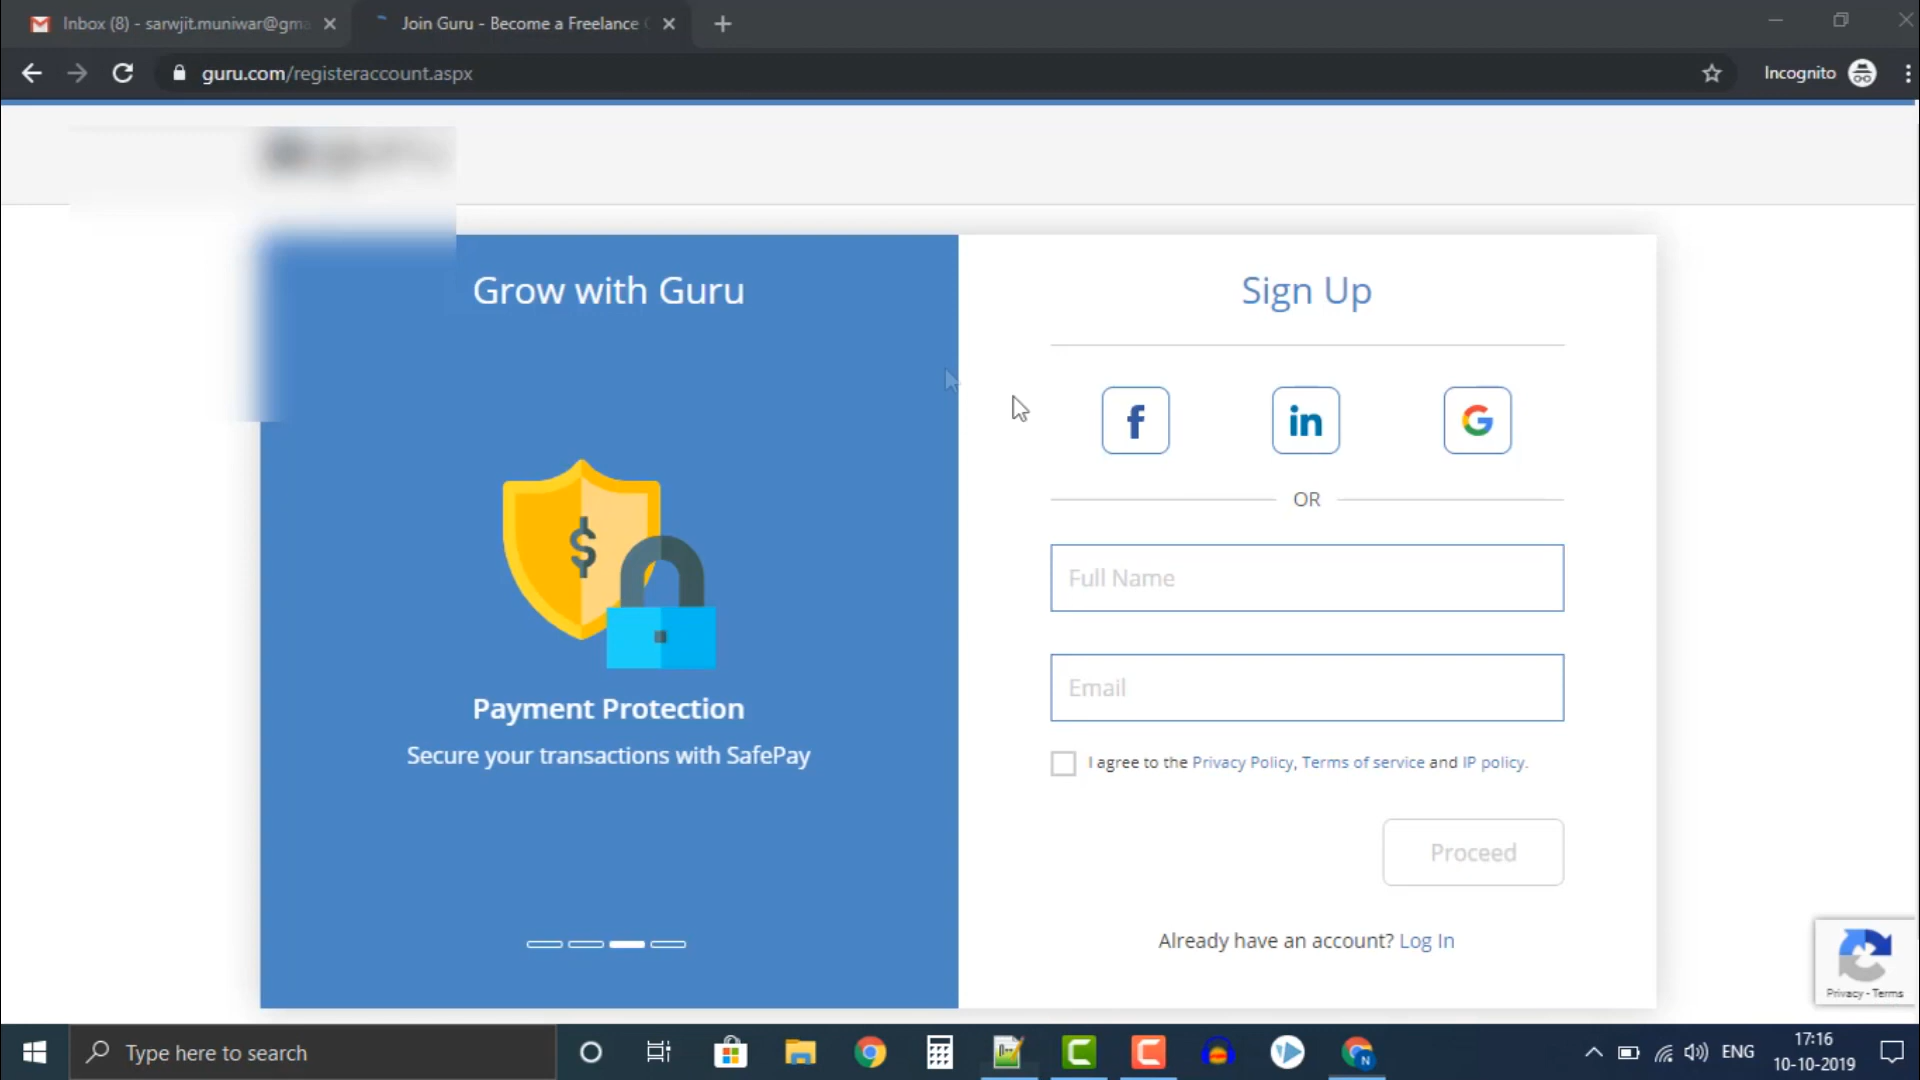 Inbox (8) - sarwjit.muniwar@gma
Join Guru - Become a Freelance
guru.com/registeraccount.aspx
Incognito
Grow with Guru
$
Payment Protection
Secure your transactions with SafePay
Sign Up
f
in
G
OR
Full Name
Email
I agree to the Privacy Policy, Terms of service and IP policy.
Proceed
Already have an account? Log In
Privacy - Terms
Type here to search
N
ENG
17:16
10-10-2019